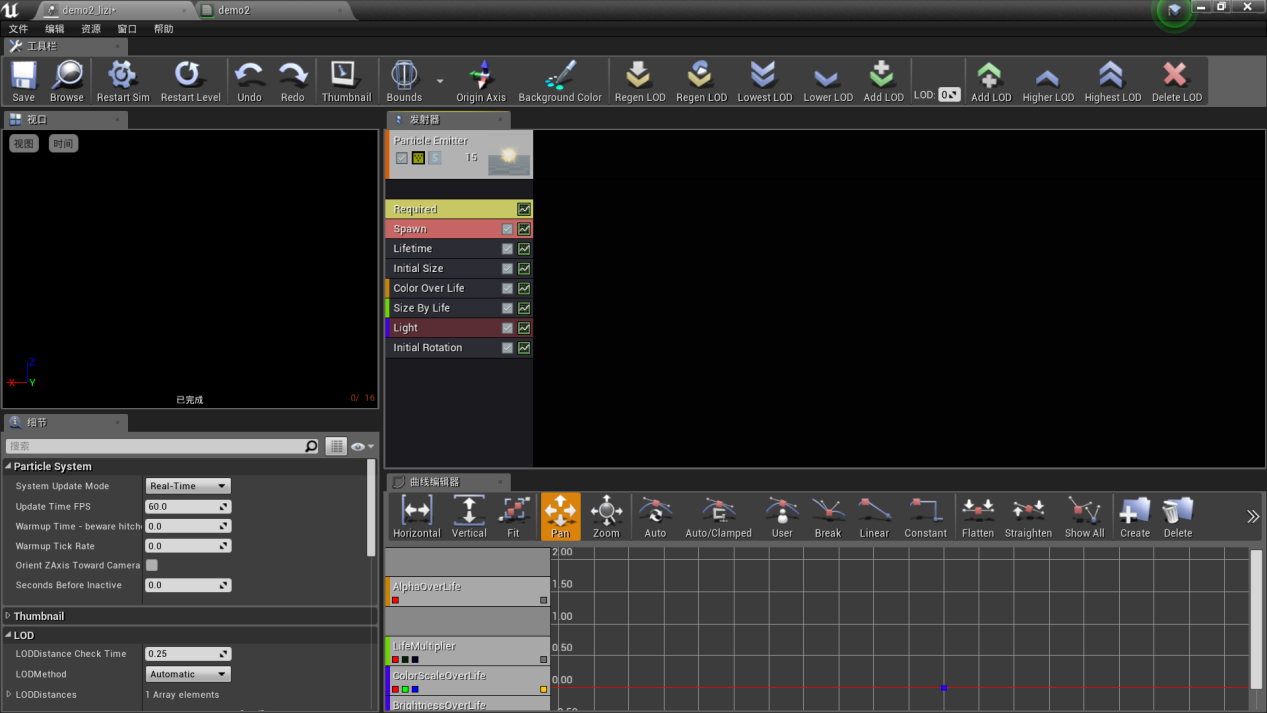 demo2_lizi*
demo2
文件 编辑 资源 窗口 帮助
工具栏
Save Browse Restart Sim Restart Level Undo Redo Thumbnail Bounds Origin Axis Background Color Regen LOD Regen LOD Lowest LOD Lower LOD Add LOD LOD: 0 Add LOD Higher LOD Highest LOD Delete LOD
视口
视图 时间
Z
X Y
已完成
0/ 16
发射器
Particle Emitter
15
Required
Spawn
Lifetime
Initial Size
Color Over Life
Size By Life
Light
Initial Rotation
细节
搜索
Particle System
System Update Mode Real-Time
Update Time FPS 60.0
Warmup Time - beware hitch 0.0
Warmup Tick Rate 0.0
Orient ZAxis Toward Camera
Seconds Before Inactive 0.0
Thumbnail
LOD
LODDistance Check Time 0.25
LODMethod Automatic
LODDistances 1 Array elements
曲线编辑器
Horizontal Vertical Fit Pan Zoom Auto Auto/Clamped User Break Linear Constant Flatten Straighten Show All Create Delete
AlphaOverLife
LifeMultiplier
ColorScaleOverLife
BrightnessOverLife
2.00
1.50
1.00
0.50
0.00